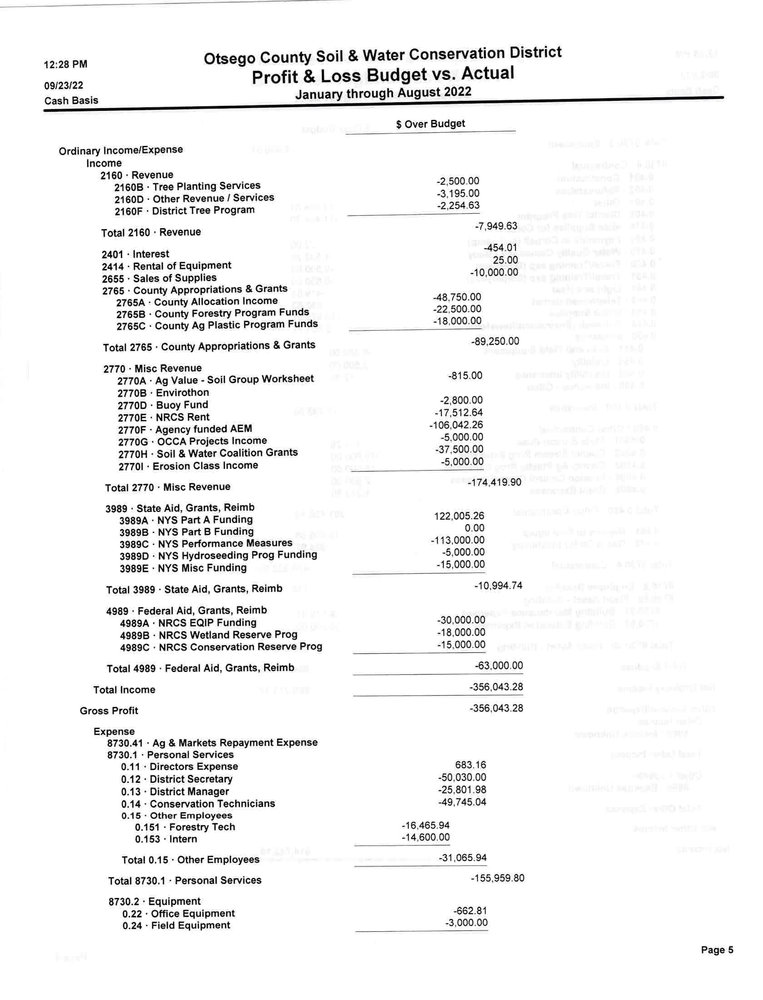 12:28 PM
09/23/22
Cash Basis
Otsego County Soil & Water Conservation District
Profit & Loss Budget vs. Actual
January through August 2022
$ Over Budget
Ordinary Income/Expense
Income
2160 · Revenue
2160B · Tree Planting Services -2,500.00
2160D · Other Revenue / Services -3,195.00
2160F · District Tree Program -2,254.63
Total 2160 · Revenue -7,949.63
2401 · Interest -454.01
2414 · Rental of Equipment 25.00
2655 · Sales of Supplies -10,000.00
2765 · County Appropriations & Grants
2765A · County Allocation Income -48,750.00
2765B · County Forestry Program Funds -22,500.00
2765C · County Ag Plastic Program Funds -18,000.00
Total 2765 · County Appropriations & Grants -89,250.00
2770 · Misc Revenue
2770A · Ag Value - Soil Group Worksheet -815.00
2770B · Envirothon
2770D · Buoy Fund -2,800.00
2770E · NRCS Rent -17,512.64
2770F · Agency funded AEM -106,042.26
2770G · OCCA Projects Income -5,000.00
2770H · Soil & Water Coalition Grants -37,500.00
2770I · Erosion Class Income -5,000.00
Total 2770 · Misc Revenue -174,419.90
3989 · State Aid, Grants, Reimb
3989A · NYS Part A Funding 122,005.26
3989B · NYS Part B Funding 0.00
3989C · NYS Performance Measures -113,000.00
3989D · NYS Hydroseeding Prog Funding -5,000.00
3989E · NYS Misc Funding -15,000.00
Total 3989 · State Aid, Grants, Reimb -10,994.74
4989 · Federal Aid, Grants, Reimb
4989A · NRCS EQIP Funding -30,000.00
4989B · NRCS Wetland Reserve Prog -18,000.00
4989C · NRCS Conservation Reserve Prog -15,000.00
Total 4989 · Federal Aid, Grants, Reimb -63,000.00
Total Income -356,043.28
Gross Profit -356,043.28
Expense
8730.41 · Ag & Markets Repayment Expense
8730.1 · Personal Services
0.11 · Directors Expense 683.16
0.12 · District Secretary -50,030.00
0.13 · District Manager -25,801.98
0.14 · Conservation Technicians -49,745.04
0.15 · Other Employees
0.151 · Forestry Tech -16,465.94
0.153 · Intern -14,600.00
Total 0.15 · Other Employees -31,065.94
Total 8730.1 · Personal Services -155,959.80
8730.2 · Equipment
0.22 · Office Equipment -662.81
0.24 · Field Equipment -3,000.00
Page 5